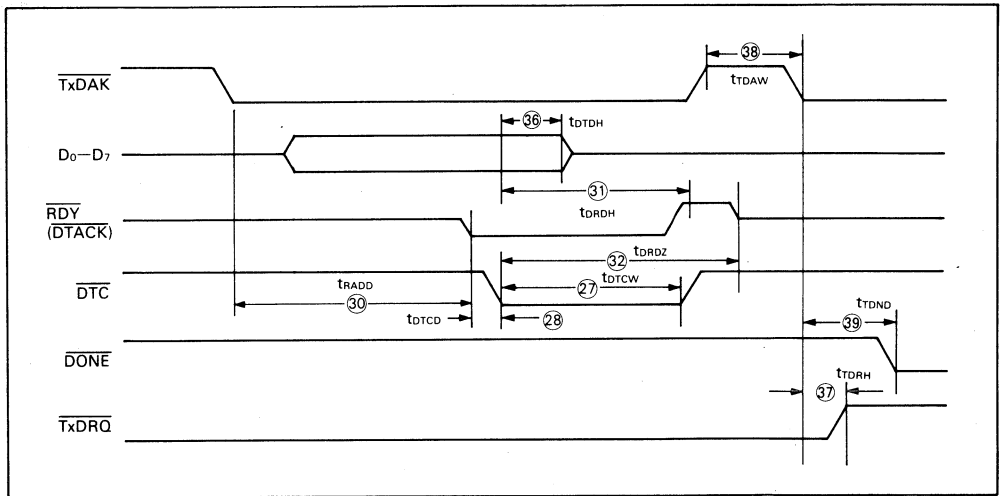 38
TxDAK
tTDAW
36
tDTDH
D0—D7
31
RDY
tDRDH
(DTACK)
tDRDZ
32
tRADD
tDTCW
DTC
27
30
tTDND
tDTCD
28
39
DONE
tTDRH
37
TxDRQ